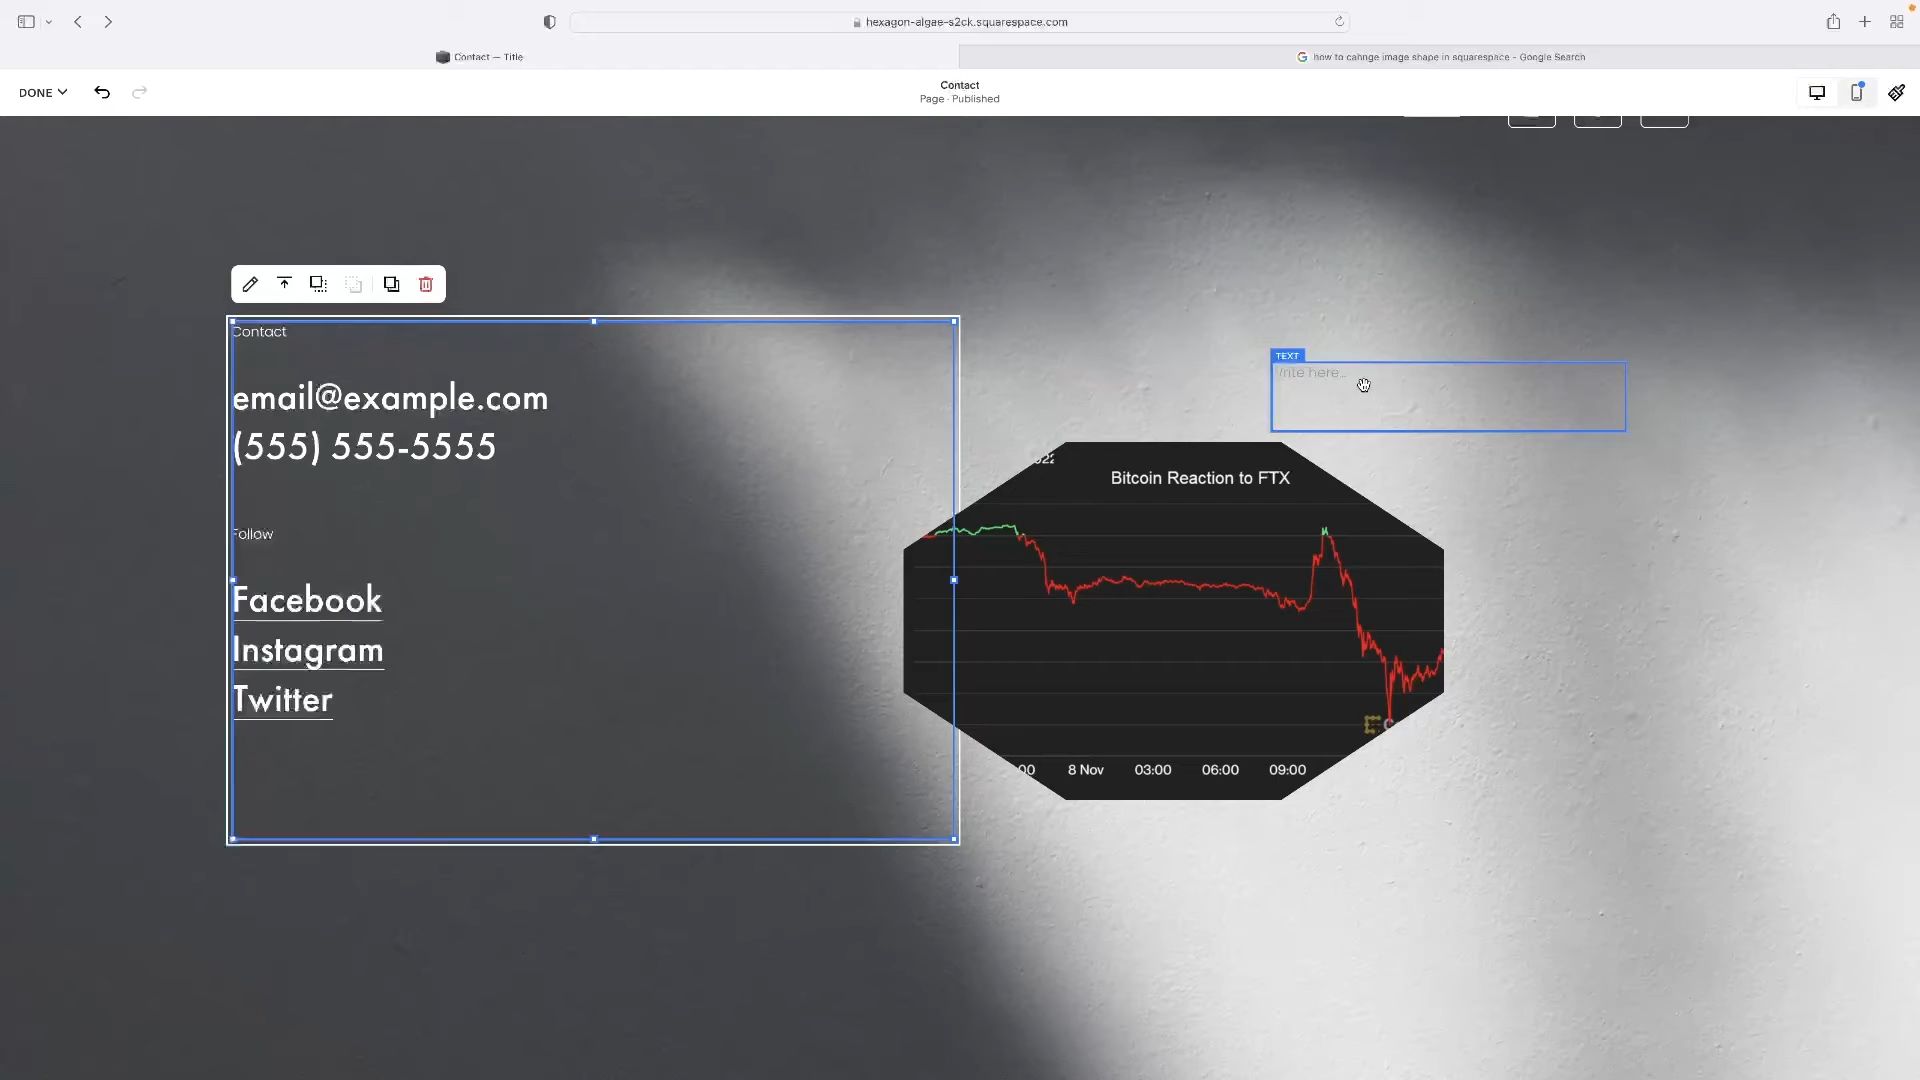 hexagon-algae-s2ck.squarespace.com
Contact — Title
how to cahnge image shape in squarespace - Google Search
DONE
Contact
Page · Published
Contact
email@example.com
(555) 555-5555
Follow
Facebook
Instagram
Twitter
TEXT
Write here...
Bitcoin Reaction to FTX
8 Nov 03:00 06:00 09:00